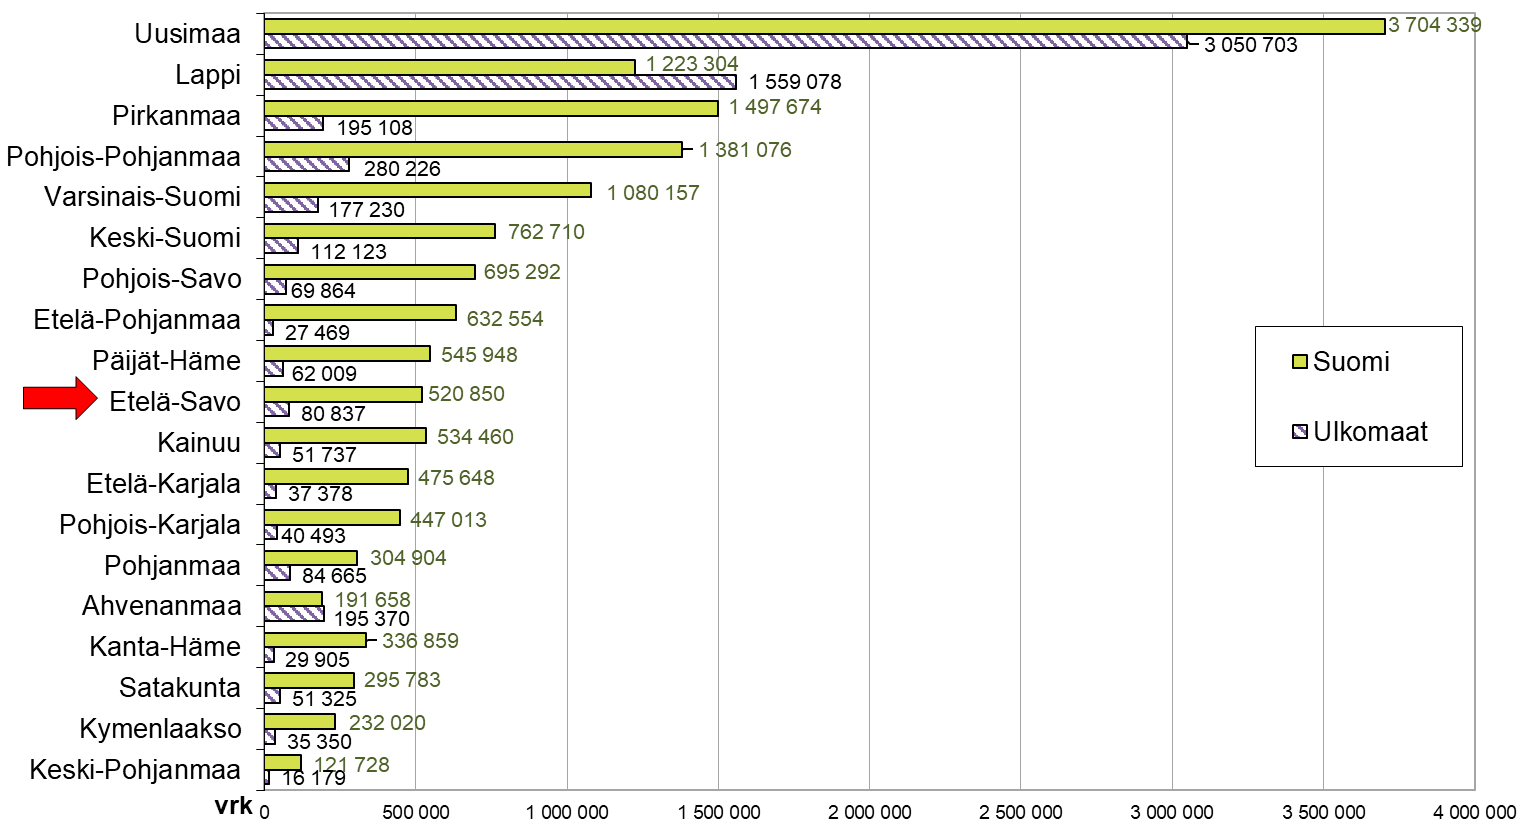 Uusimaa
3 704 339
3 050 703
Lappi
1 223 304
1 559 078
Pirkanmaa
1 497 674
195 108
Pohjois-Pohjanmaa
1 381 076
280 226
Varsinais-Suomi
1 080 157
177 230
Keski-Suomi
762 710
112 123
Pohjois-Savo
695 292
69 864
Etelä-Pohjanmaa
632 554
27 469
Päijät-Häme
545 948
62 009
Etelä-Savo
520 850
80 837
Kainuu
534 460
51 737
Etelä-Karjala
475 648
37 378
Pohjois-Karjala
447 013
40 493
Pohjanmaa
304 904
84 665
Ahvenanmaa
191 658
195 370
Kanta-Häme
336 859
29 905
Satakunta
295 783
51 325
Kymenlaakso
232 020
35 350
Keski-Pohjanmaa
121 728
16 179
Suomi
Ulkomaat
vrk
0 500 000 1 000 000 1 500 000 2 000 000 2 500 000 3 000 000 3 500 000 4 000 000